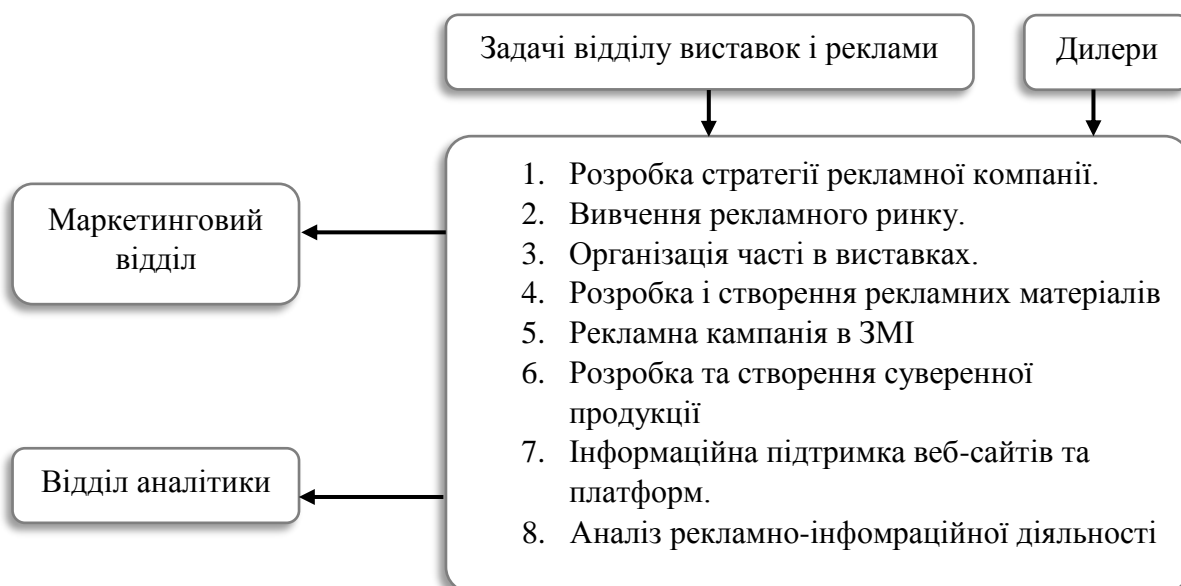 Задачі відділу виставок і реклами
Дилери
Маркетинговий
відділ
Відділ аналітики
1. Розробка стратегії рекламної компанії.
2. Вивчення рекламного ринку.
3. Організація часті в виставках.
4. Розробка і створення рекламних матеріалів
5. Рекламна кампанія в ЗМІ
6. Розробка та створення суверенної
продукції
7. Інформаційна підтримка веб-сайтів та
платформ.
8. Аналіз рекламно-інфомраційної діяльності